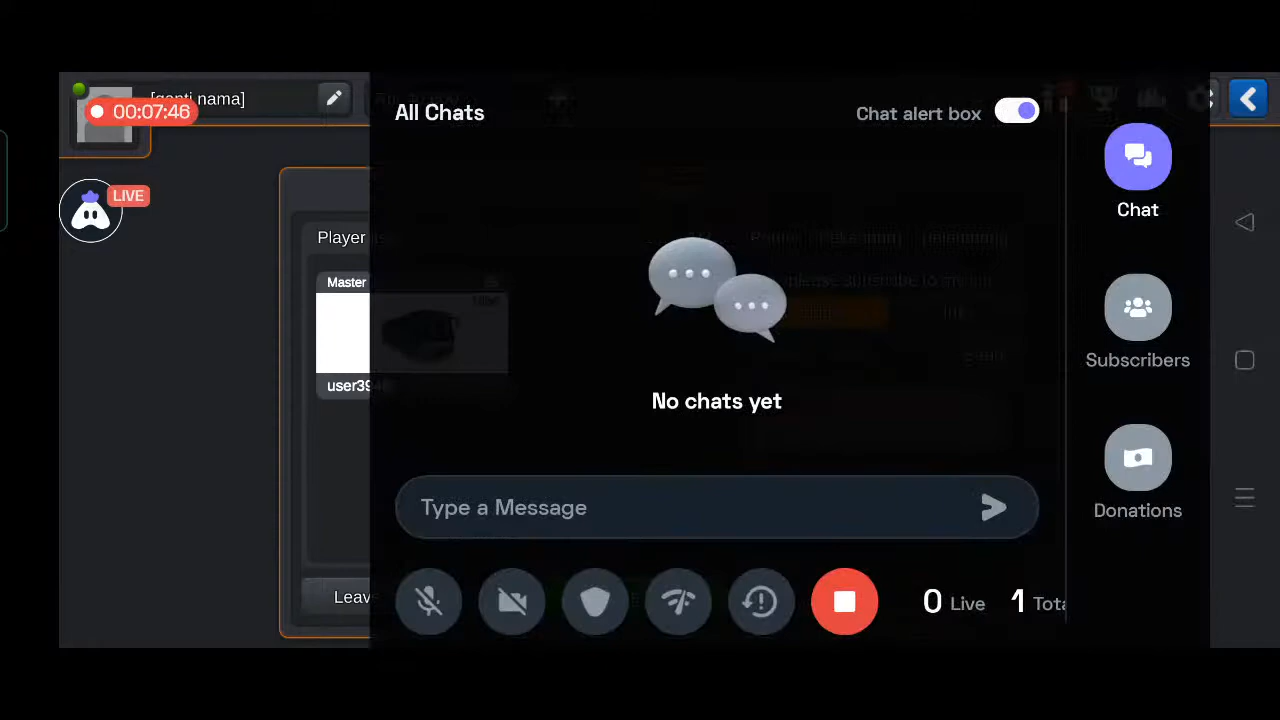 [ganti nama]
00:07:46
LIVE
All Chats
Chat alert box
Chat
Player
Master
user39
No chats yet
Subscribers
Type a Message
Donations
Leav
0 Live
1 Tota